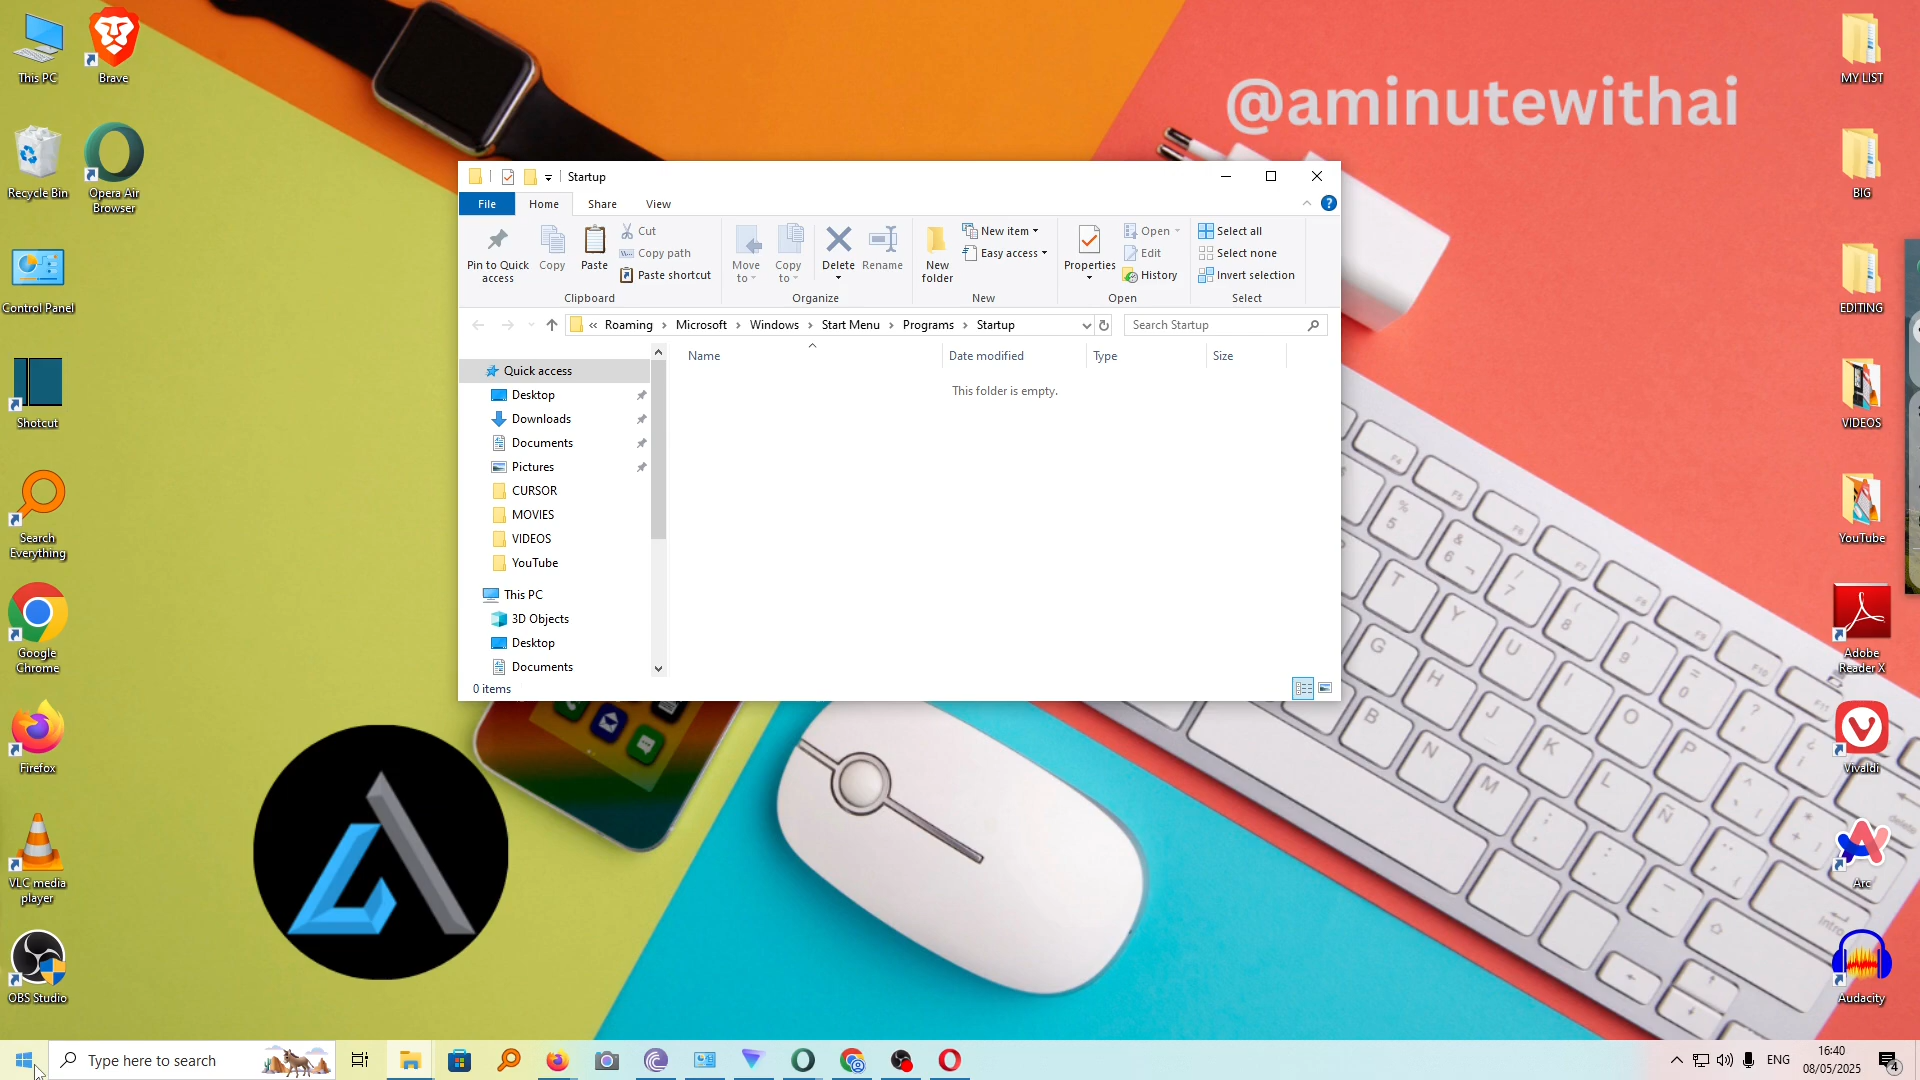 This PC
Brave
Recycle Bin
Opera Air
Browser
Control Panel
Shotcut
Search
Everything
Google
Chrome
Firefox
VLC media
player
OBS Studio
@aminutewithai
MY LIST
BIG
EDITING
VIDEOS
YouTube
Adobe
Reader X
Vivaldi
Arc
Audacity
Startup
File Home Share View
Pin to Quick
access
Copy
Paste
Cut
Copy path
Paste shortcut
Clipboard
Move
to
Copy
to
Delete
Rename
Organize
New
folder
New item
Easy access
New
Properties
Open
Edit
History
Open
Select all
Select none
Invert selection
Select
« Roaming > Microsoft > Windows > Start Menu > Programs > Startup
Search Startup
Name Date modified Type Size
This folder is empty.
Quick access
Desktop
Downloads
Documents
Pictures
CURSOR
MOVIES
VIDEOS
YouTube
This PC
3D Objects
Desktop
Documents
0 items
Type here to search
ENG
16:40
08/05/2025
4